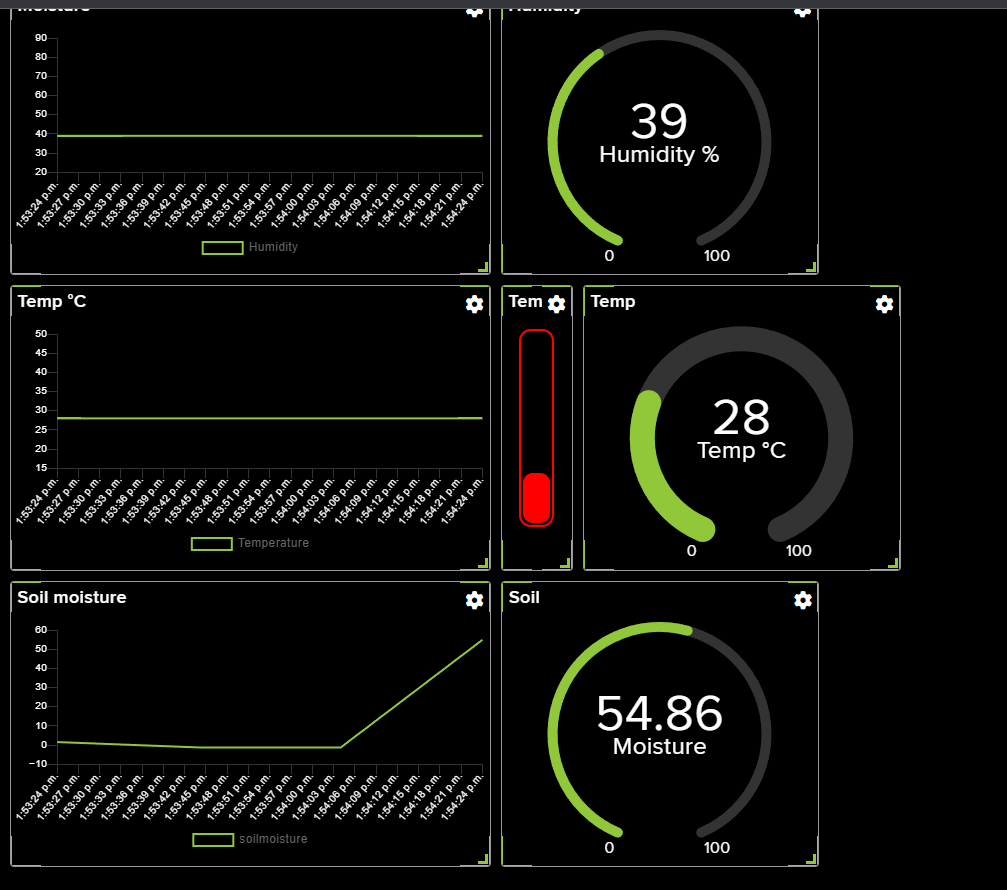 Moisture
Humidity
90
80
70
60
50
40
30
20
1:53:24 p.m.
1:53:27 p.m.
1:53:30 p.m.
1:53:33 p.m.
1:53:36 p.m.
1:53:39 p.m.
1:53:42 p.m.
1:53:45 p.m.
1:53:48 p.m.
1:53:51 p.m.
1:53:54 p.m.
1:53:57 p.m.
1:54:00 p.m.
1:54:03 p.m.
1:54:06 p.m.
1:54:09 p.m.
1:54:12 p.m.
1:54:15 p.m.
1:54:18 p.m.
1:54:21 p.m.
1:54:24 p.m.
Humidity
39
Humidity %
0 100
Temp °C
50
45
40
35
30
25
20
15
1:53:24 p.m.
1:53:27 p.m.
1:53:30 p.m.
1:53:33 p.m.
1:53:36 p.m.
1:53:39 p.m.
1:53:42 p.m.
1:53:45 p.m.
1:53:48 p.m.
1:53:51 p.m.
1:53:54 p.m.
1:53:57 p.m.
1:54:00 p.m.
1:54:03 p.m.
1:54:06 p.m.
1:54:09 p.m.
1:54:12 p.m.
1:54:15 p.m.
1:54:18 p.m.
1:54:21 p.m.
1:54:24 p.m.
Temperature
Tem
Temp
28
Temp °C
0 100
Soil moisture
60
50
40
30
20
10
0
−10
1:53:24 p.m.
1:53:27 p.m.
1:53:30 p.m.
1:53:33 p.m.
1:53:36 p.m.
1:53:39 p.m.
1:53:42 p.m.
1:53:45 p.m.
1:53:48 p.m.
1:53:51 p.m.
1:53:54 p.m.
1:53:57 p.m.
1:54:00 p.m.
1:54:03 p.m.
1:54:06 p.m.
1:54:09 p.m.
1:54:12 p.m.
1:54:15 p.m.
1:54:18 p.m.
1:54:21 p.m.
1:54:24 p.m.
soilmoisture
Soil
54.86
Moisture
0 100